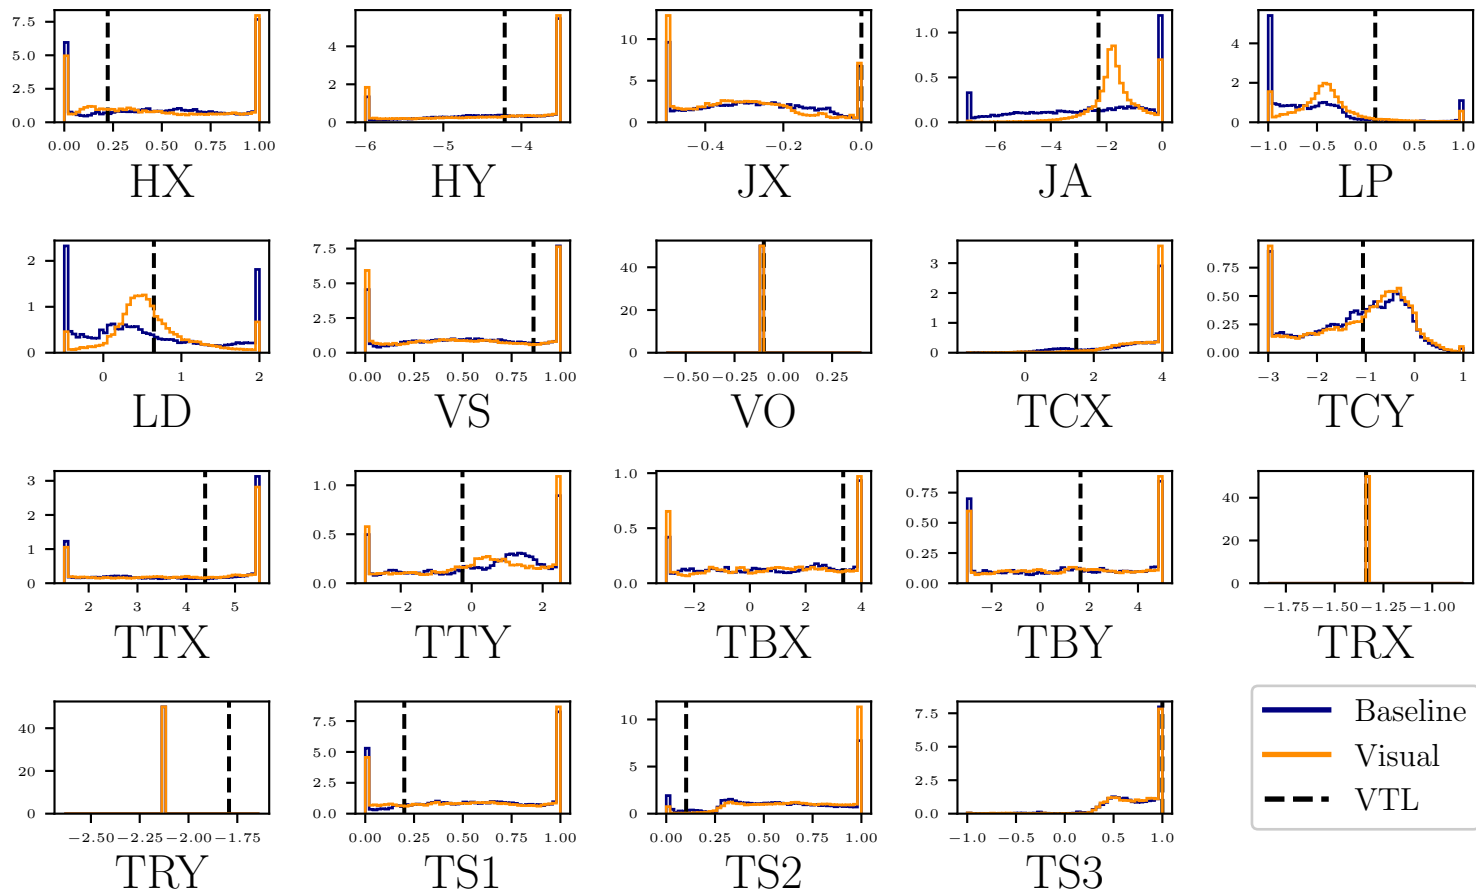 7.5
5.0
2.5
0.0
0.00 0.25 0.50 0.75 1.00
HX
4
2
0
−6 −5 −4
HY
10
5
0
−0.4 −0.2 0.0
JX
1.0
0.5
0.0
−6 −4 −2 0
JA
4
2
0
−1.0 −0.5 0.0 0.5 1.0
LP
2
1
0
0 1 2
LD
7.5
5.0
2.5
0.0
0.00 0.25 0.50 0.75 1.00
VS
40
20
0
−0.50 −0.25 0.00 0.25
VO
3
2
1
0
0 2 4
TCX
0.75
0.50
0.25
0.00
−3 −2 −1 0 1
TCY
3
2
1
0
2 3 4 5
TTX
1.0
0.5
0.0
−2 0 2
TTY
1.0
0.5
0.0
−2 0 2 4
TBX
0.75
0.50
0.25
0.00
−2 0 2 4
TBY
40
20
0
−1.75 −1.50 −1.25 −1.00
TRX
40
20
0
−2.50 −2.25 −2.00 −1.75
TRY
7.5
5.0
2.5
0.0
0.00 0.25 0.50 0.75 1.00
TS1
10
5
0
0.00 0.25 0.50 0.75 1.00
TS2
7.5
5.0
2.5
0.0
−1.0 −0.5 0.0 0.5 1.0
TS3
Baseline
Visual
VTL